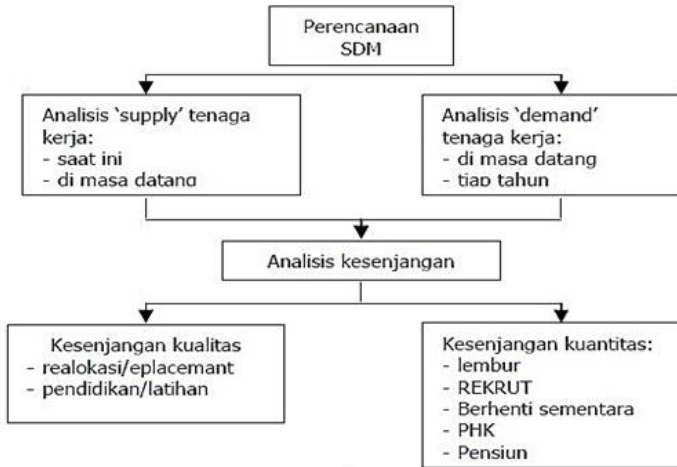 Perencanaan
SDM
Analisis ‘supply’ tenaga
kerja:
- saat ini
- di masa datang
Analisis ‘demand’
tenaga kerja:
- di masa datang
- tiap tahun
Analisis kesenjangan
Kesenjangan kualitas
- realokasi/eplacemant
- pendidikan/latihan
Kesenjangan kuantitas:
- lembur
- REKRUT
- Berhenti sementara
- PHK
- Pensiun